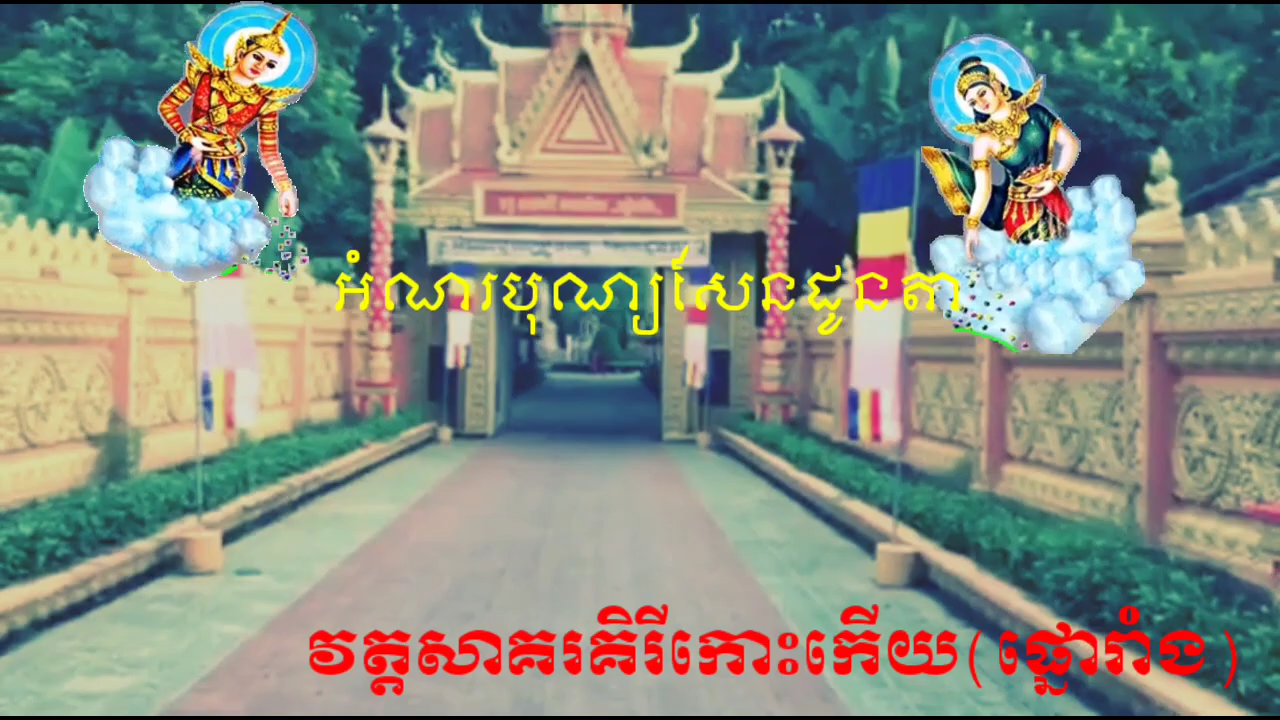 អំណរបុណ្យសែនដូនតា
វត្តសាគរគិរីកោះកើយ( ផ្នោរាំង )